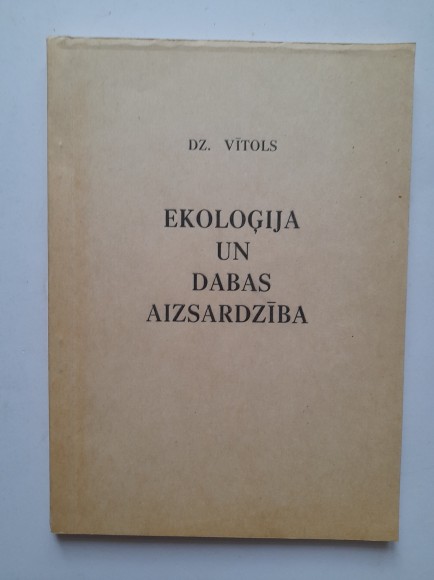 DZ. VĪTOLS
EKOLOĢIJA
UN
DABAS
AIZSARDZĪBA